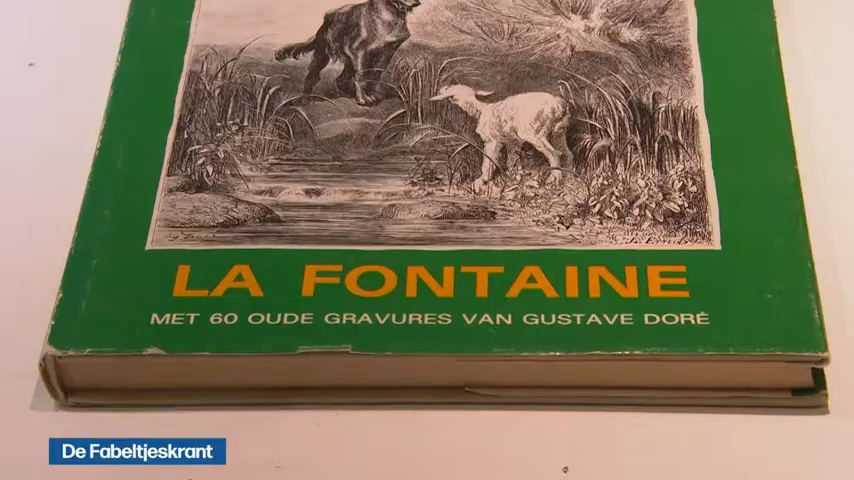 LA FONTAINE
MET 60 OUDE GRAVURES VAN GUSTAVE DORÉ
De Fabeltjeskrant